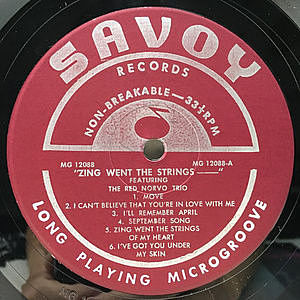 SAVOY
RECORDS
NON-BREAKABLE—33⅓RPM
MG 12088 MG 12088-A
"ZING WENT THE STRINGS ——"
FEATURING
THE RED NORVO TRIO
1. MOVE
2. I CAN'T BELIEVE THAT YOU'RE IN LOVE WITH ME
3. I'LL REMEMBER APRIL
4. SEPTEMBER SONG
5. ZING WENT THE STRINGS
OF MY HEART
6. I'VE GOT YOU UNDER
MY SKIN
LONG PLAYING MICROGROOVE